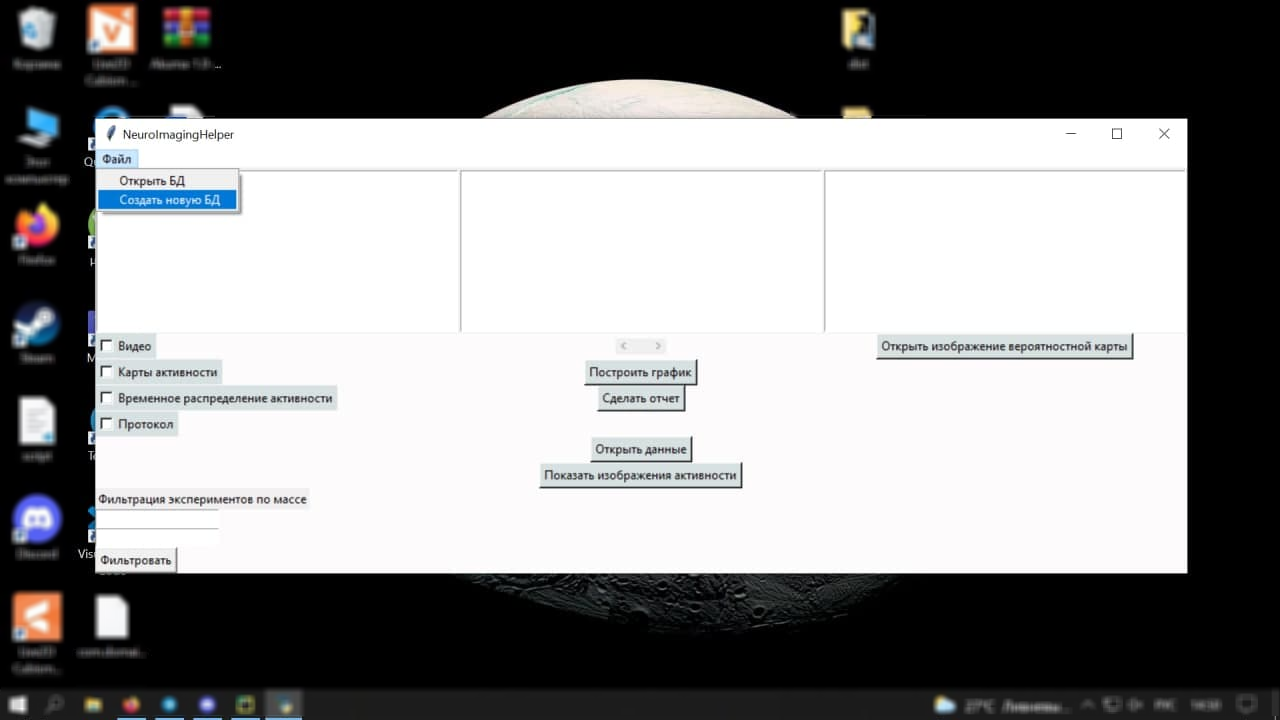 NeuroImagingHelper
Файл
Открыть БД
Создать новую БД
Видео
Карты активности
Временное распределение активности
Протокол
Построить график
Сделать отчет
Открыть данные
Показать изображения активности
Открыть изображение вероятностной карты
Фильтрация экспериментов по массе
Фильтровать